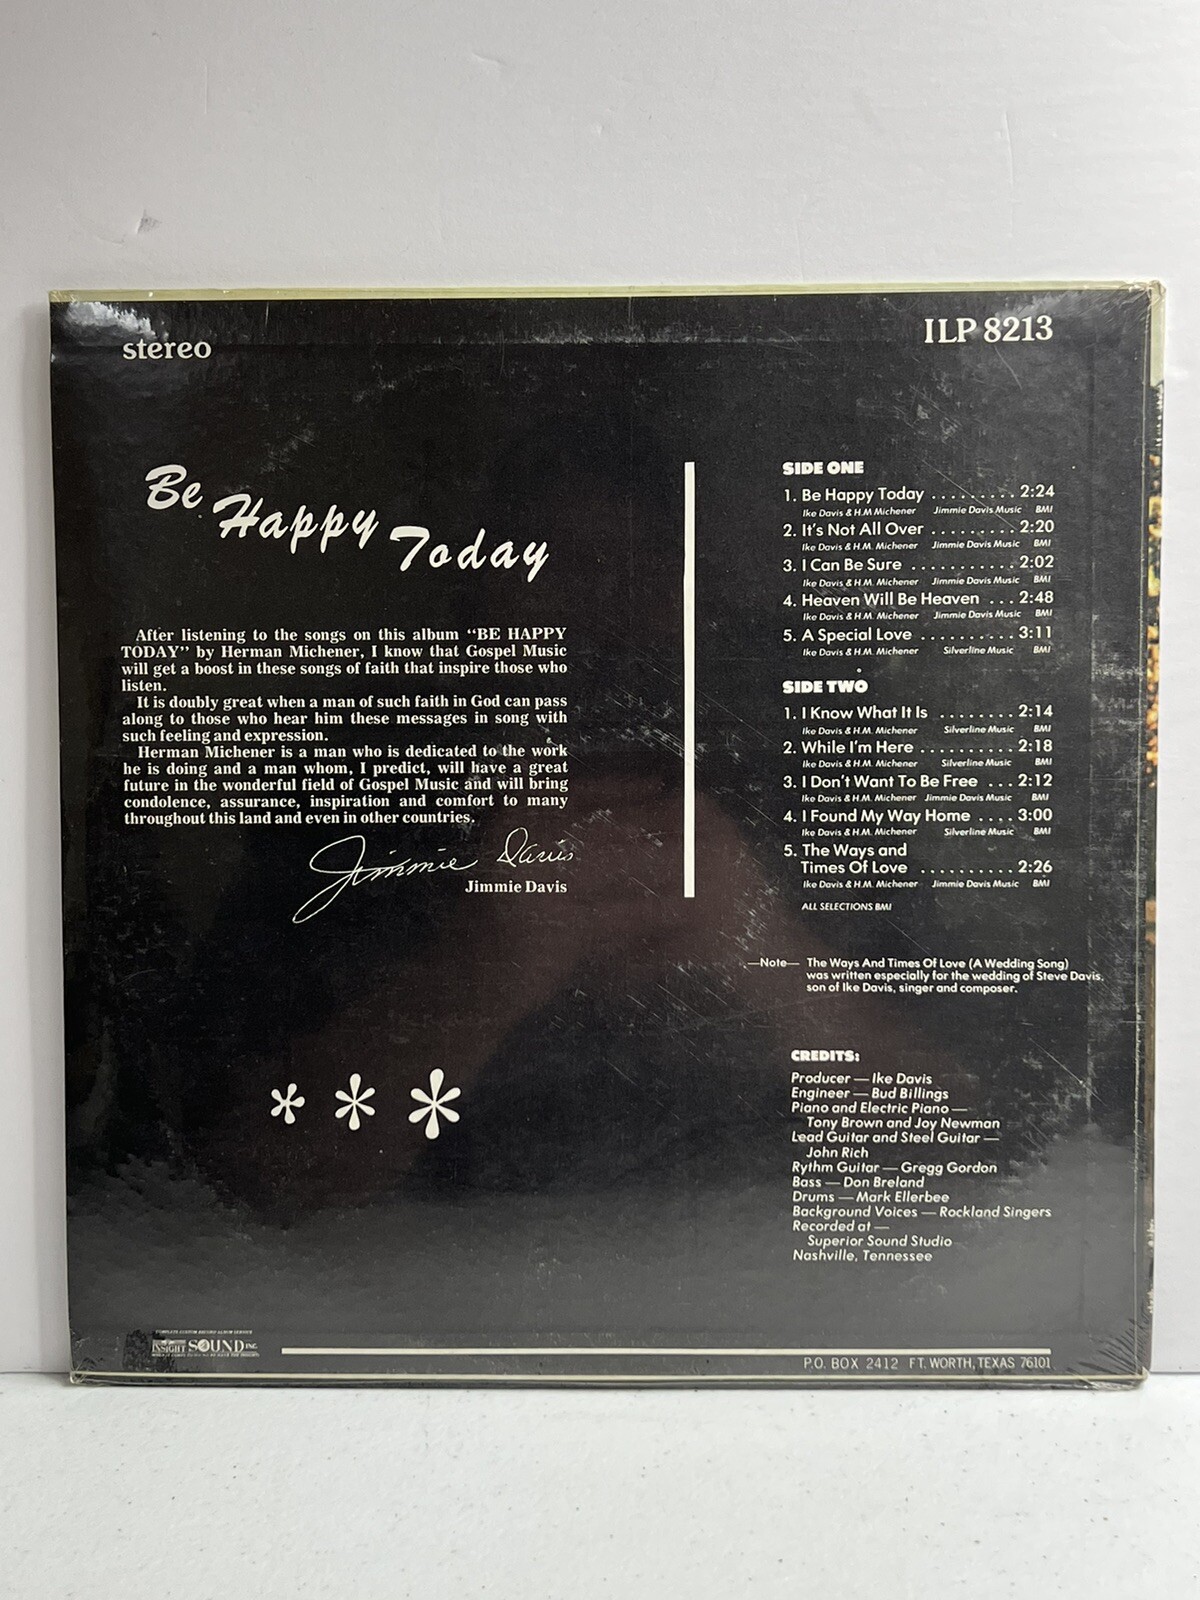 stereo
ILP 8213
Be Happy Today
After listening to the songs on this album "BE HAPPY
TODAY" by Herman Michener, I know that Gospel Music
will get a boost in these songs of faith that inspire those who
listen.
It is doubly great when a man of such faith in God can pass
along to those who hear him these messages in song with
such feeling and expression.
Herman Michener is a man who is dedicated to the work
he is doing and a man whom, I predict, will have a great
future in the wonderful field of Gospel Music and will bring
condolence, assurance, inspiration and comfort to many
throughout this land and even in other countries.
Jimmie Davis
Jimmie Davis
* * *
SIDE ONE
1. Be Happy Today ......... 2:24
Ike Davis & H.M Michener Jimmie Davis Music BMI
2. It's Not All Over ......... 2:20
Ike Davis & H.M. Michener Jimmie Davis Music BMI
3. I Can Be Sure ........... 2:02
Ike Davis & H.M. Michener Jimmie Davis Music BMI
4. Heaven Will Be Heaven ... 2:48
Ike Davis & H.M. Michener Jimmie Davis Music BMI
5. A Special Love .......... 3:11
Ike Davis & H.M. Michener Silverline Music BMI
SIDE TWO
1. I Know What It Is ........ 2:14
Ike Davis & H.M. Michener Silverline Music BMI
2. While I'm Here .......... 2:18
Ike Davis & H.M. Michener Silverline Music BMI
3. I Don't Want To Be Free ... 2:12
Ike Davis & H.M. Michener Jimmie Davis Music BMI
4. I Found My Way Home .... 3:00
Ike Davis & H.M. Michener Silverline Music BMI
5. The Ways and
Times Of Love .......... 2:26
Ike Davis & H.M. Michener Jimmie Davis Music BMI
ALL SELECTIONS BMI
—Note— The Ways And Times Of Love (A Wedding Song)
was written especially for the wedding of Steve Davis,
son of Ike Davis, singer and composer.
CREDITS:
Producer — Ike Davis
Engineer — Bud Billings
Piano and Electric Piano —
Tony Brown and Joy Newman
Lead Guitar and Steel Guitar —
John Rich
Rythm Guitar — Gregg Gordon
Bass — Don Breland
Drums — Mark Ellerbee
Background Voices — Rockland Singers
Recorded at —
Superior Sound Studio
Nashville, Tennessee
COMPLETE CUSTOM RECORD ALBUM SERVICE
INSIGHT SOUND INC.
P.O. BOX 2412 FT. WORTH, TEXAS 76101